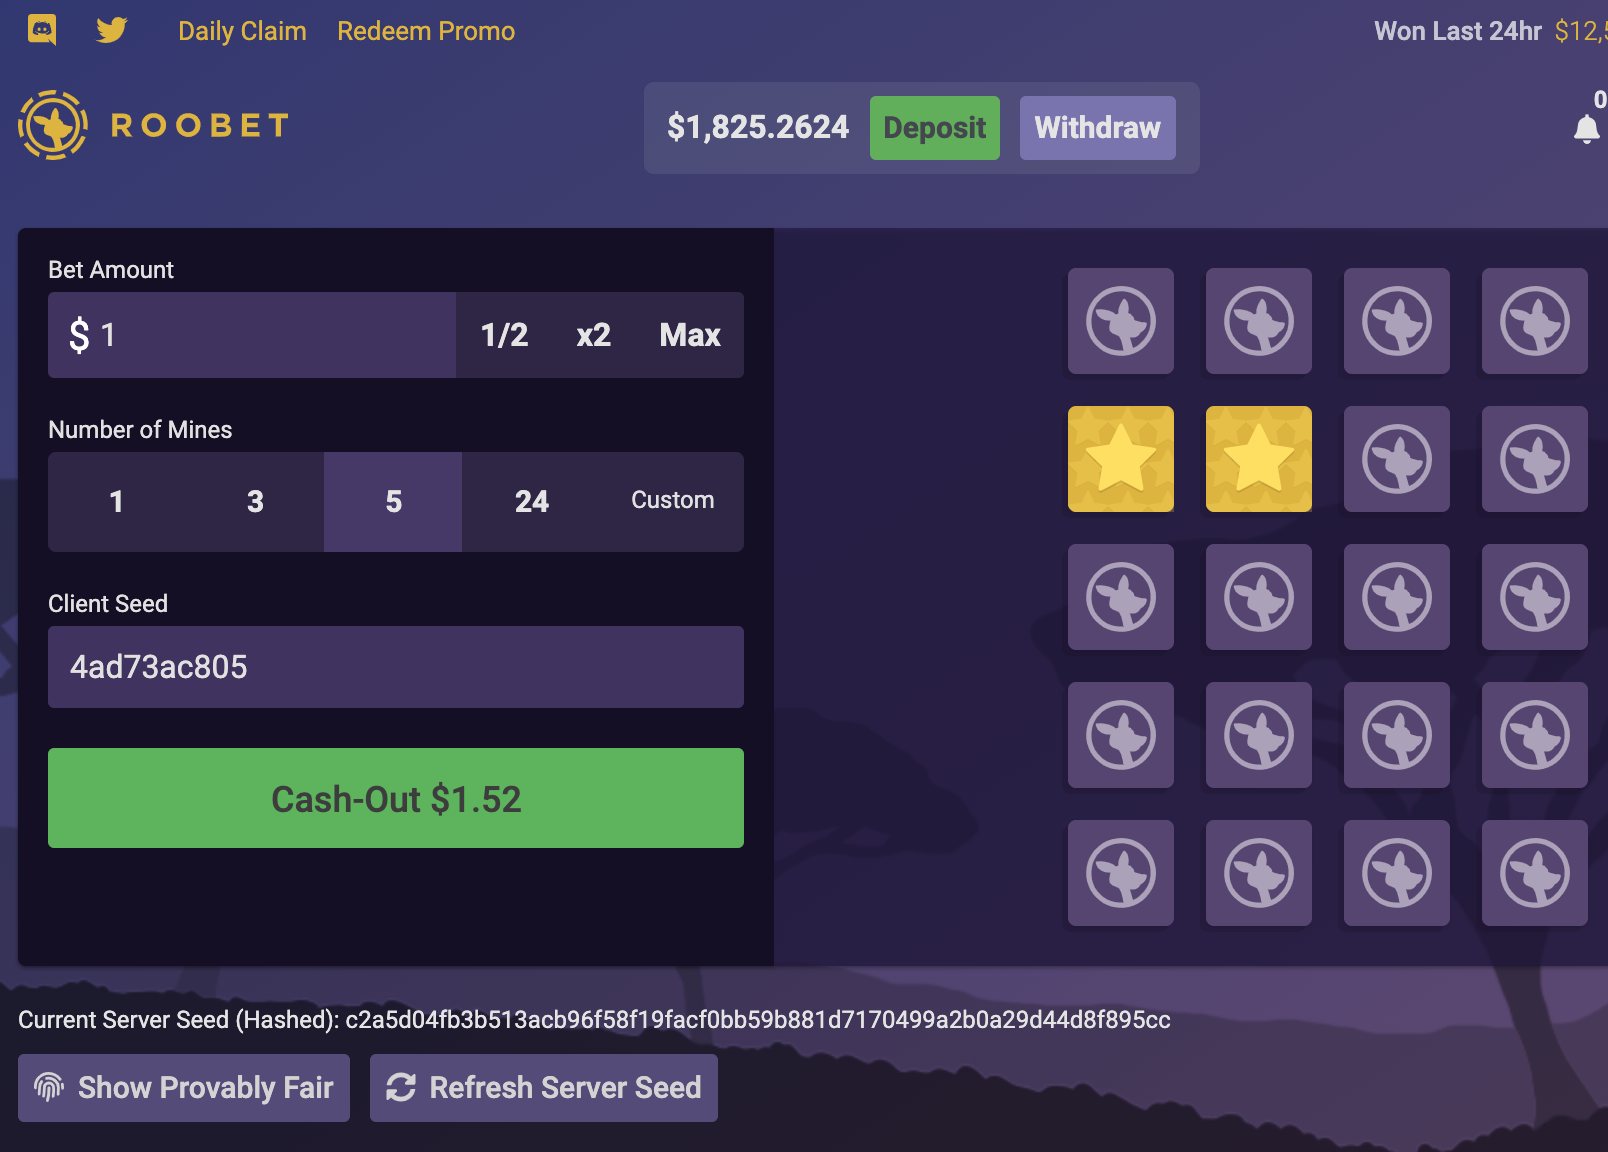 Daily Claim Redeem Promo Won Last 24hr $12,5
0
ROOBET $1,825.2624 Deposit Withdraw
Bet Amount
$ 1 1/2 x2 Max
Number of Mines
1 3 5 24 Custom
Client Seed
4ad73ac805
Cash-Out $1.52
Current Server Seed (Hashed): c2a5d04fb3b513acb96f58f19facf0bb59b881d7170499a2b0a29d44d8f895cc
Show Provably Fair Refresh Server Seed